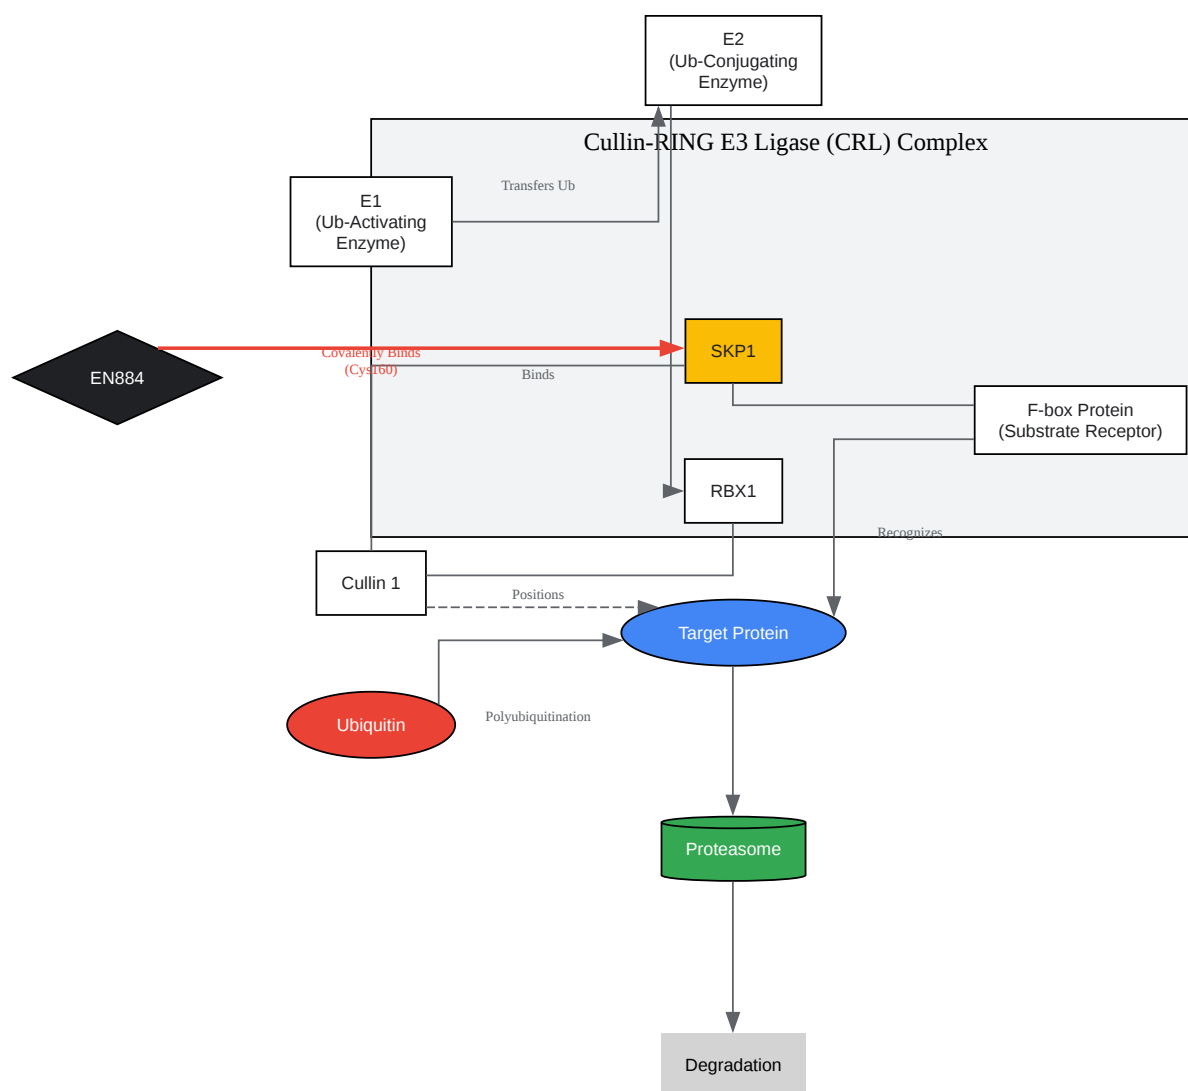 E2
(Ub-Conjugating
Enzyme)
Cullin-RING E3 Ligase (CRL) Complex
Transfers Ub
E1
(Ub-Activating
Enzyme)
SKP1
Covalently Binds
(Cys160)
EN884
Binds
F-box Protein
(Substrate Receptor)
RBX1
Recognizes
Cullin 1
Positions
Target Protein
Ubiquitin
Polyubiquitination
Proteasome
Degradation